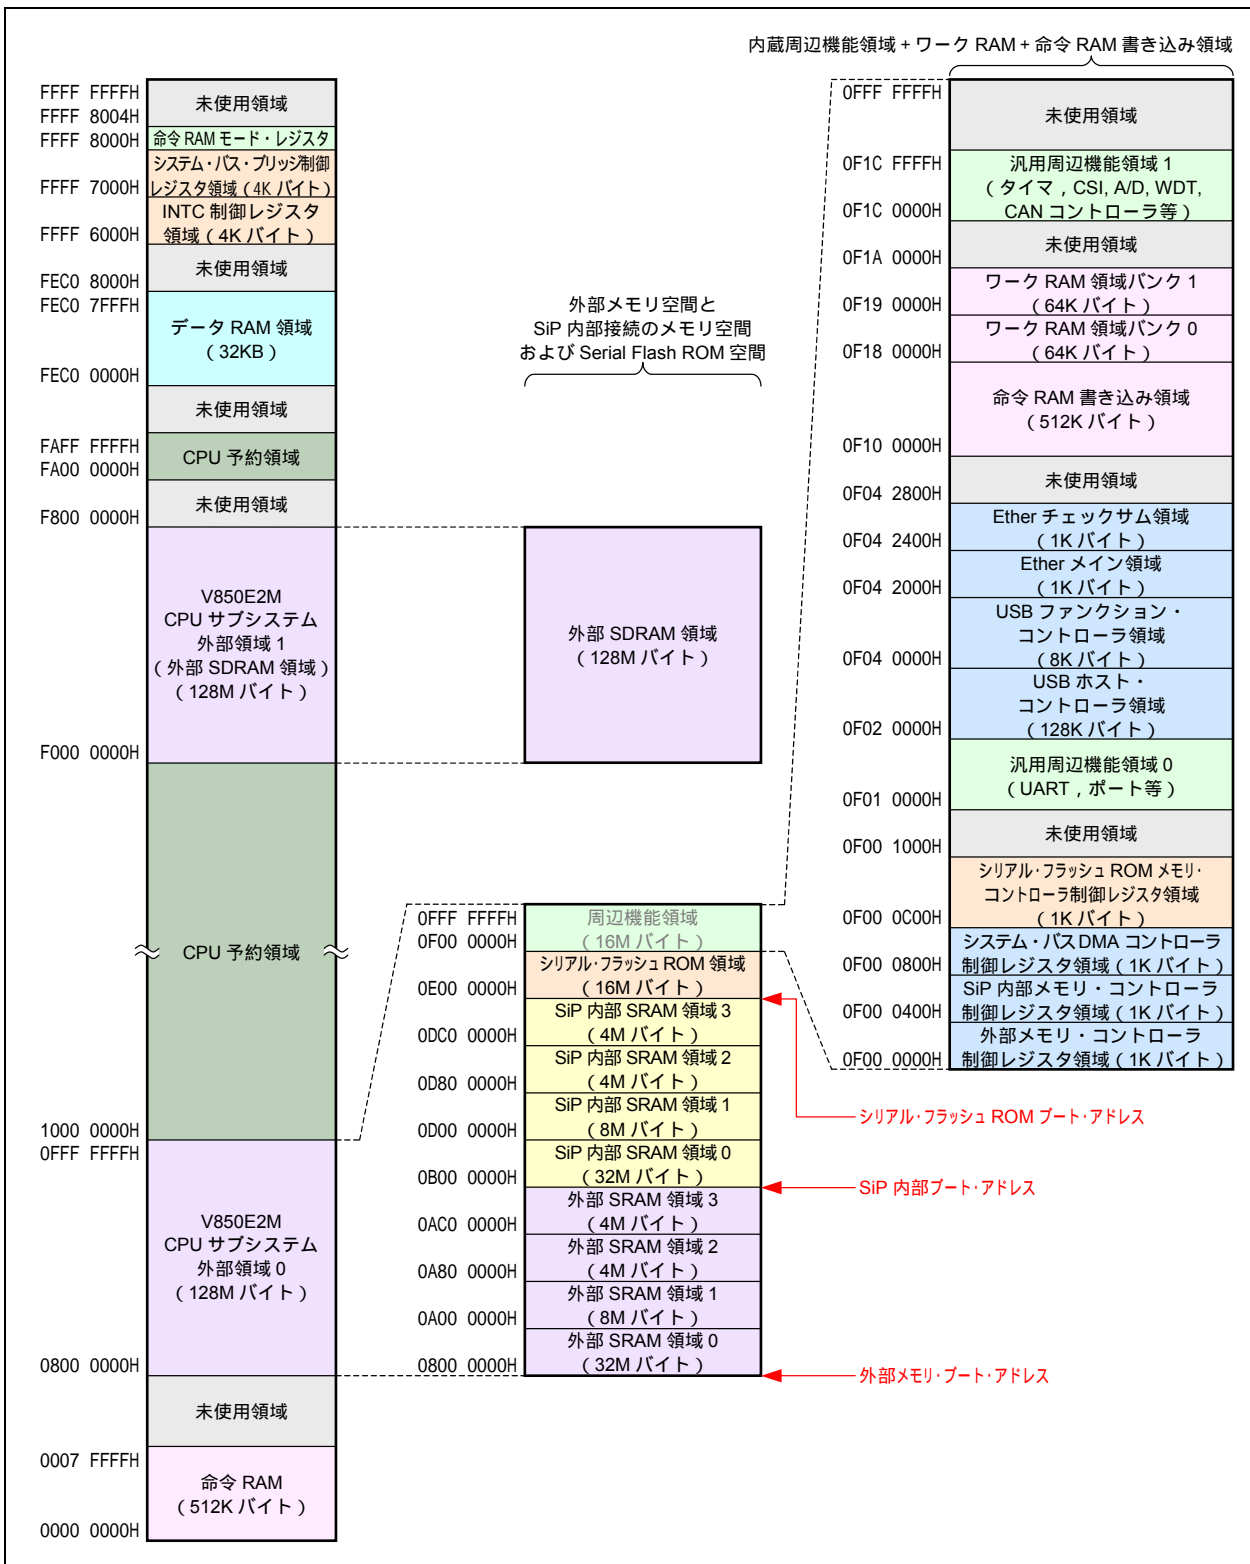 内蔵周辺機能領域 + ワーク RAM + 命令 RAM 書き込み領域
FFFF FFFFH
未使用領域
FFFF 8004H
FFFF 8000H
命令 RAM モード・レジスタ
システム・バス・ブリッジ制御
レジスタ領域（4K バイト）
FFFF 7000H
INTC 制御レジスタ
領域（4K バイト）
FFFF 6000H
未使用領域
FEC0 8000H
FEC0 7FFFH
データ RAM 領域
（32KB）
FEC0 0000H
未使用領域
FAFF FFFFH
FA00 0000H
CPU 予約領域
未使用領域
F800 0000H
V850E2M
CPU サブシステム
外部領域 1
（外部 SDRAM 領域）
（128M バイト）
F000 0000H
CPU 予約領域
1000 0000H
0FFF FFFFH
V850E2M
CPU サブシステム
外部領域 0
（128M バイト）
0800 0000H
未使用領域
0007 FFFFH
命令 RAM
（512K バイト）
0000 0000H
外部メモリ空間と
SiP 内部接続のメモリ空間
および Serial Flash ROM 空間
外部 SDRAM 領域
（128M バイト）
0FFF FFFFH
周辺機能領域
0F00 0000H
（16M バイト）
シリアル・フラッシュ ROM 領域
0E00 0000H
（16M バイト）
SiP 内部 SRAM 領域 3
0DC0 0000H
（4M バイト）
SiP 内部 SRAM 領域 2
0D80 0000H
（4M バイト）
SiP 内部 SRAM 領域 1
0D00 0000H
（8M バイト）
SiP 内部 SRAM 領域 0
0B00 0000H
（32M バイト）
外部 SRAM 領域 3
0AC0 0000H
（4M バイト）
外部 SRAM 領域 2
0A80 0000H
（4M バイト）
外部 SRAM 領域 1
0A00 0000H
（8M バイト）
外部 SRAM 領域 0
0800 0000H
（32M バイト）
シリアル・フラッシュ ROM ブート・アドレス
SiP 内部ブート・アドレス
外部メモリ・ブート・アドレス
0FFF FFFFH
未使用領域
0F1C FFFFH
汎用周辺機能領域 1
（タイマ , CSI, A/D, WDT,
CAN コントローラ等）
0F1C 0000H
未使用領域
0F1A 0000H
ワーク RAM 領域バンク 1
0F19 0000H
（64K バイト）
ワーク RAM 領域バンク 0
0F18 0000H
（64K バイト）
命令 RAM 書き込み領域
（512K バイト）
0F10 0000H
未使用領域
0F04 2800H
Ether チェックサム領域
0F04 2400H
（1K バイト）
Ether メイン領域
0F04 2000H
（1K バイト）
USB ファンクション・
コントローラ領域
0F04 0000H
（8K バイト）
USB ホスト・
コントローラ領域
0F02 0000H
（128K バイト）
汎用周辺機能領域 0
（UART , ポート等）
0F01 0000H
未使用領域
0F00 1000H
シリアル・フラッシュ ROM メモリ・
コントローラ制御レジスタ領域
0F00 0C00H
（1K バイト）
システム・バスDMA コントローラ
0F00 0800H
制御レジスタ領域（1K バイト）
SiP 内部メモリ・コントローラ
0F00 0400H
制御レジスタ領域（1K バイト）
外部メモリ・コントローラ
0F00 0000H
制御レジスタ領域（1K バイト）